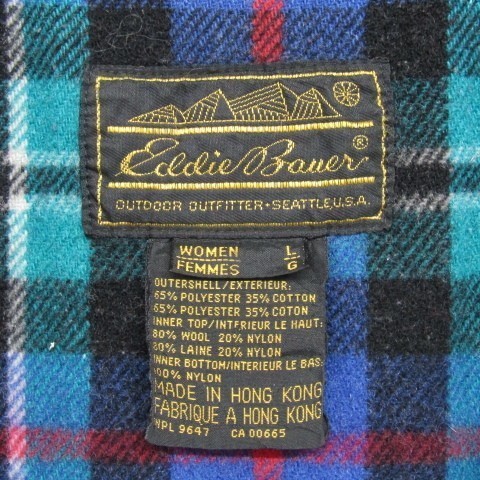 Eddie Bauer®
OUTDOOR OUTFITTER • SEATTLE, U.S.A.
WOMEN L
FEMMES G
OUTERSHELL/EXTERIEUR:
65% POLYESTER 35% COTTON
65% POLYESTER 35% COTON
INNER TOP/INTERIEUR LE HAUT:
80% WOOL 20% NYLON
80% LAINE 20% NYLON
INNER BOTTOM/INTERIEUR LE BAS:
100% NYLON
MADE IN HONG KONG
FABRIQUE A HONG KONG
WPL 9647 CA 00665